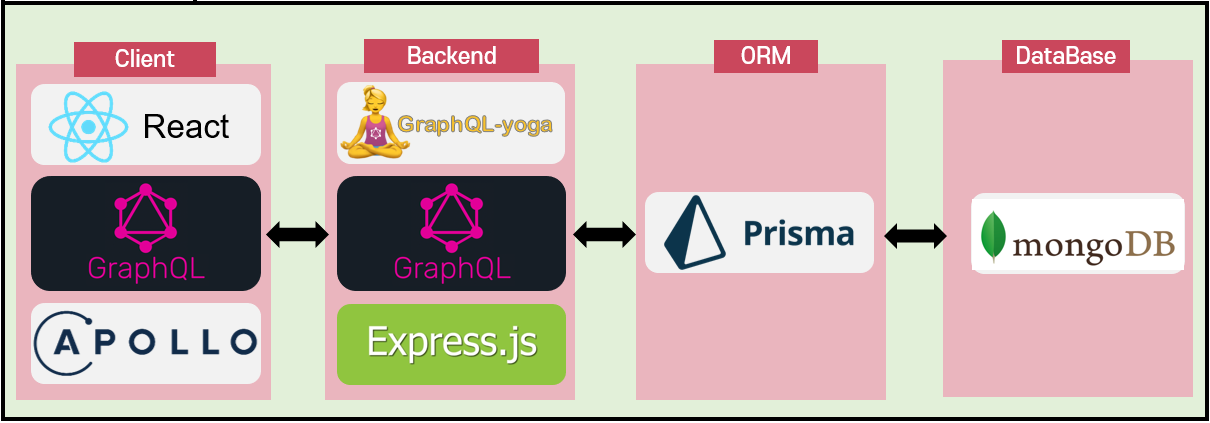 Client
React
GraphQL
APOLLO
Backend
GraphQL-yoga
GraphQL
Express.js
ORM
Prisma
DataBase
mongoDB